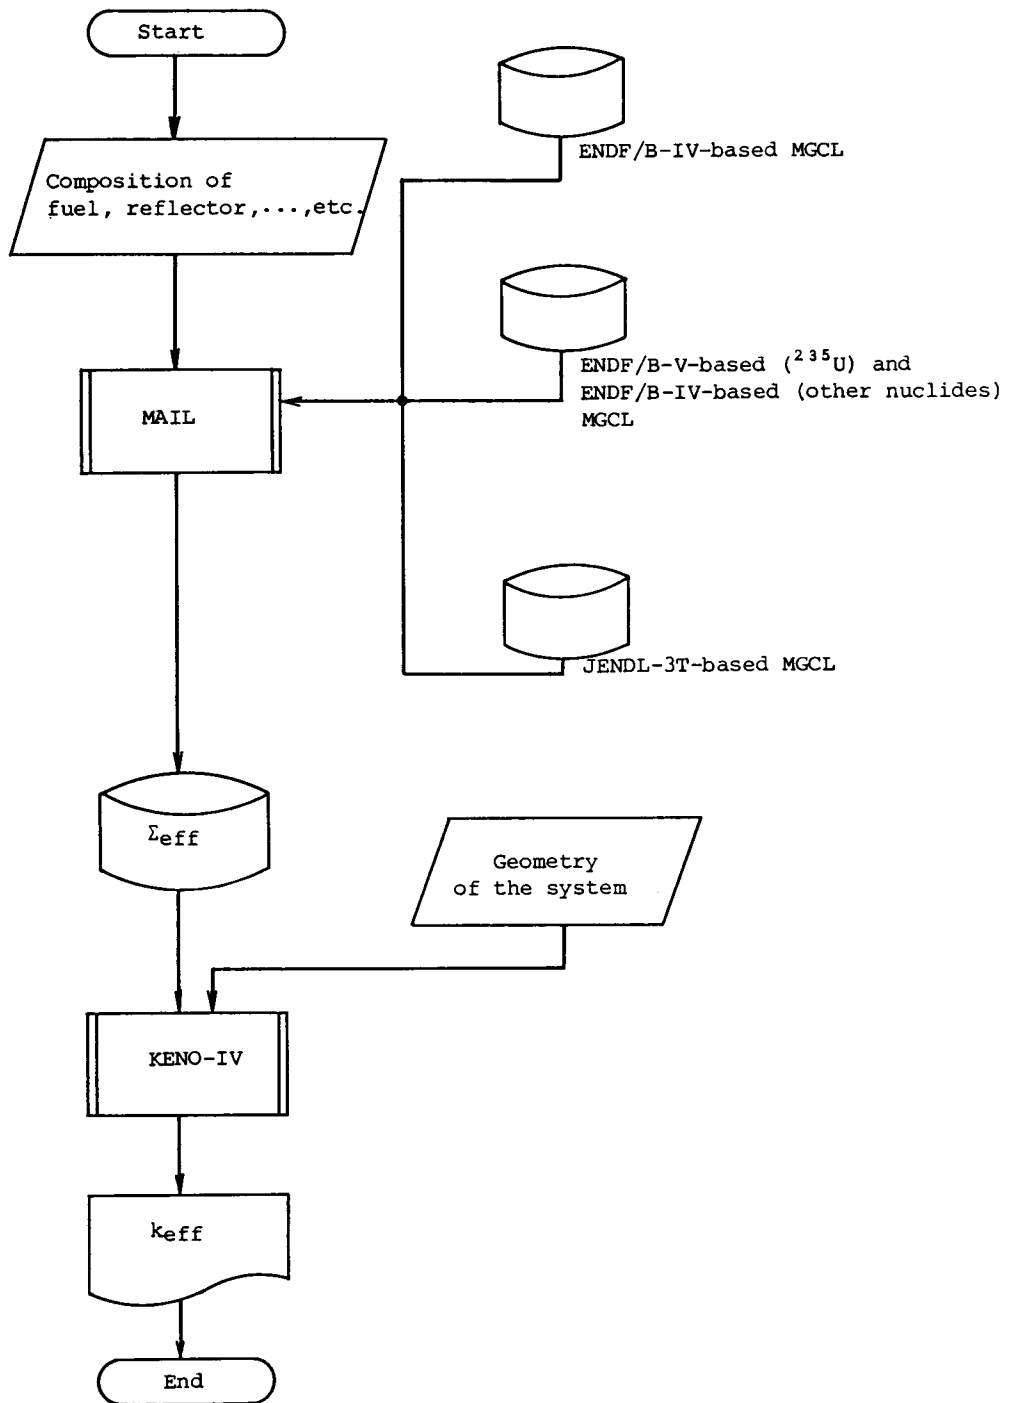 Start
Composition of
fuel, reflector,...,etc.
ENDF/B-IV-based MGCL
MAIL
ENDF/B-V-based (²³⁵U) and
ENDF/B-IV-based (other nuclides)
MGCL
JENDL-3T-based MGCL
Σeff
Geometry
of the system
KENO-IV
keff
End